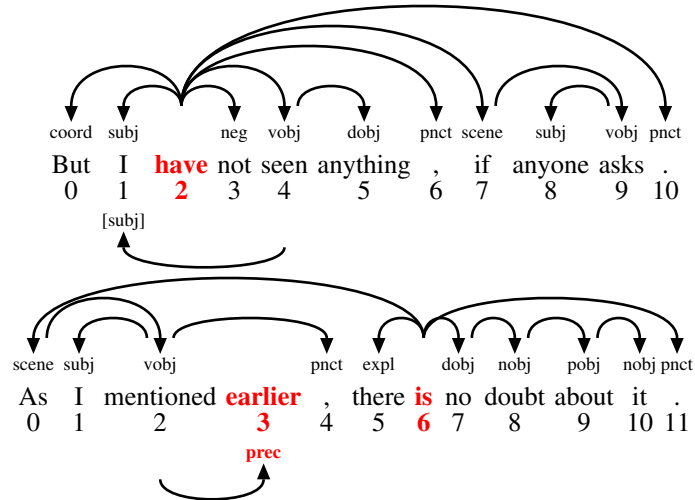 coord subj neg vobj dobj pnct scene subj vobj pnct
But I have not seen anything , if anyone asks .
0 1 2 3 4 5 6 7 8 9 10
[subj]
scene subj vobj pnct expl dobj nobj pobj nobj pnct
As I mentioned earlier , there is no doubt about it .
0 1 2 3 4 5 6 7 8 9 10 11
prec